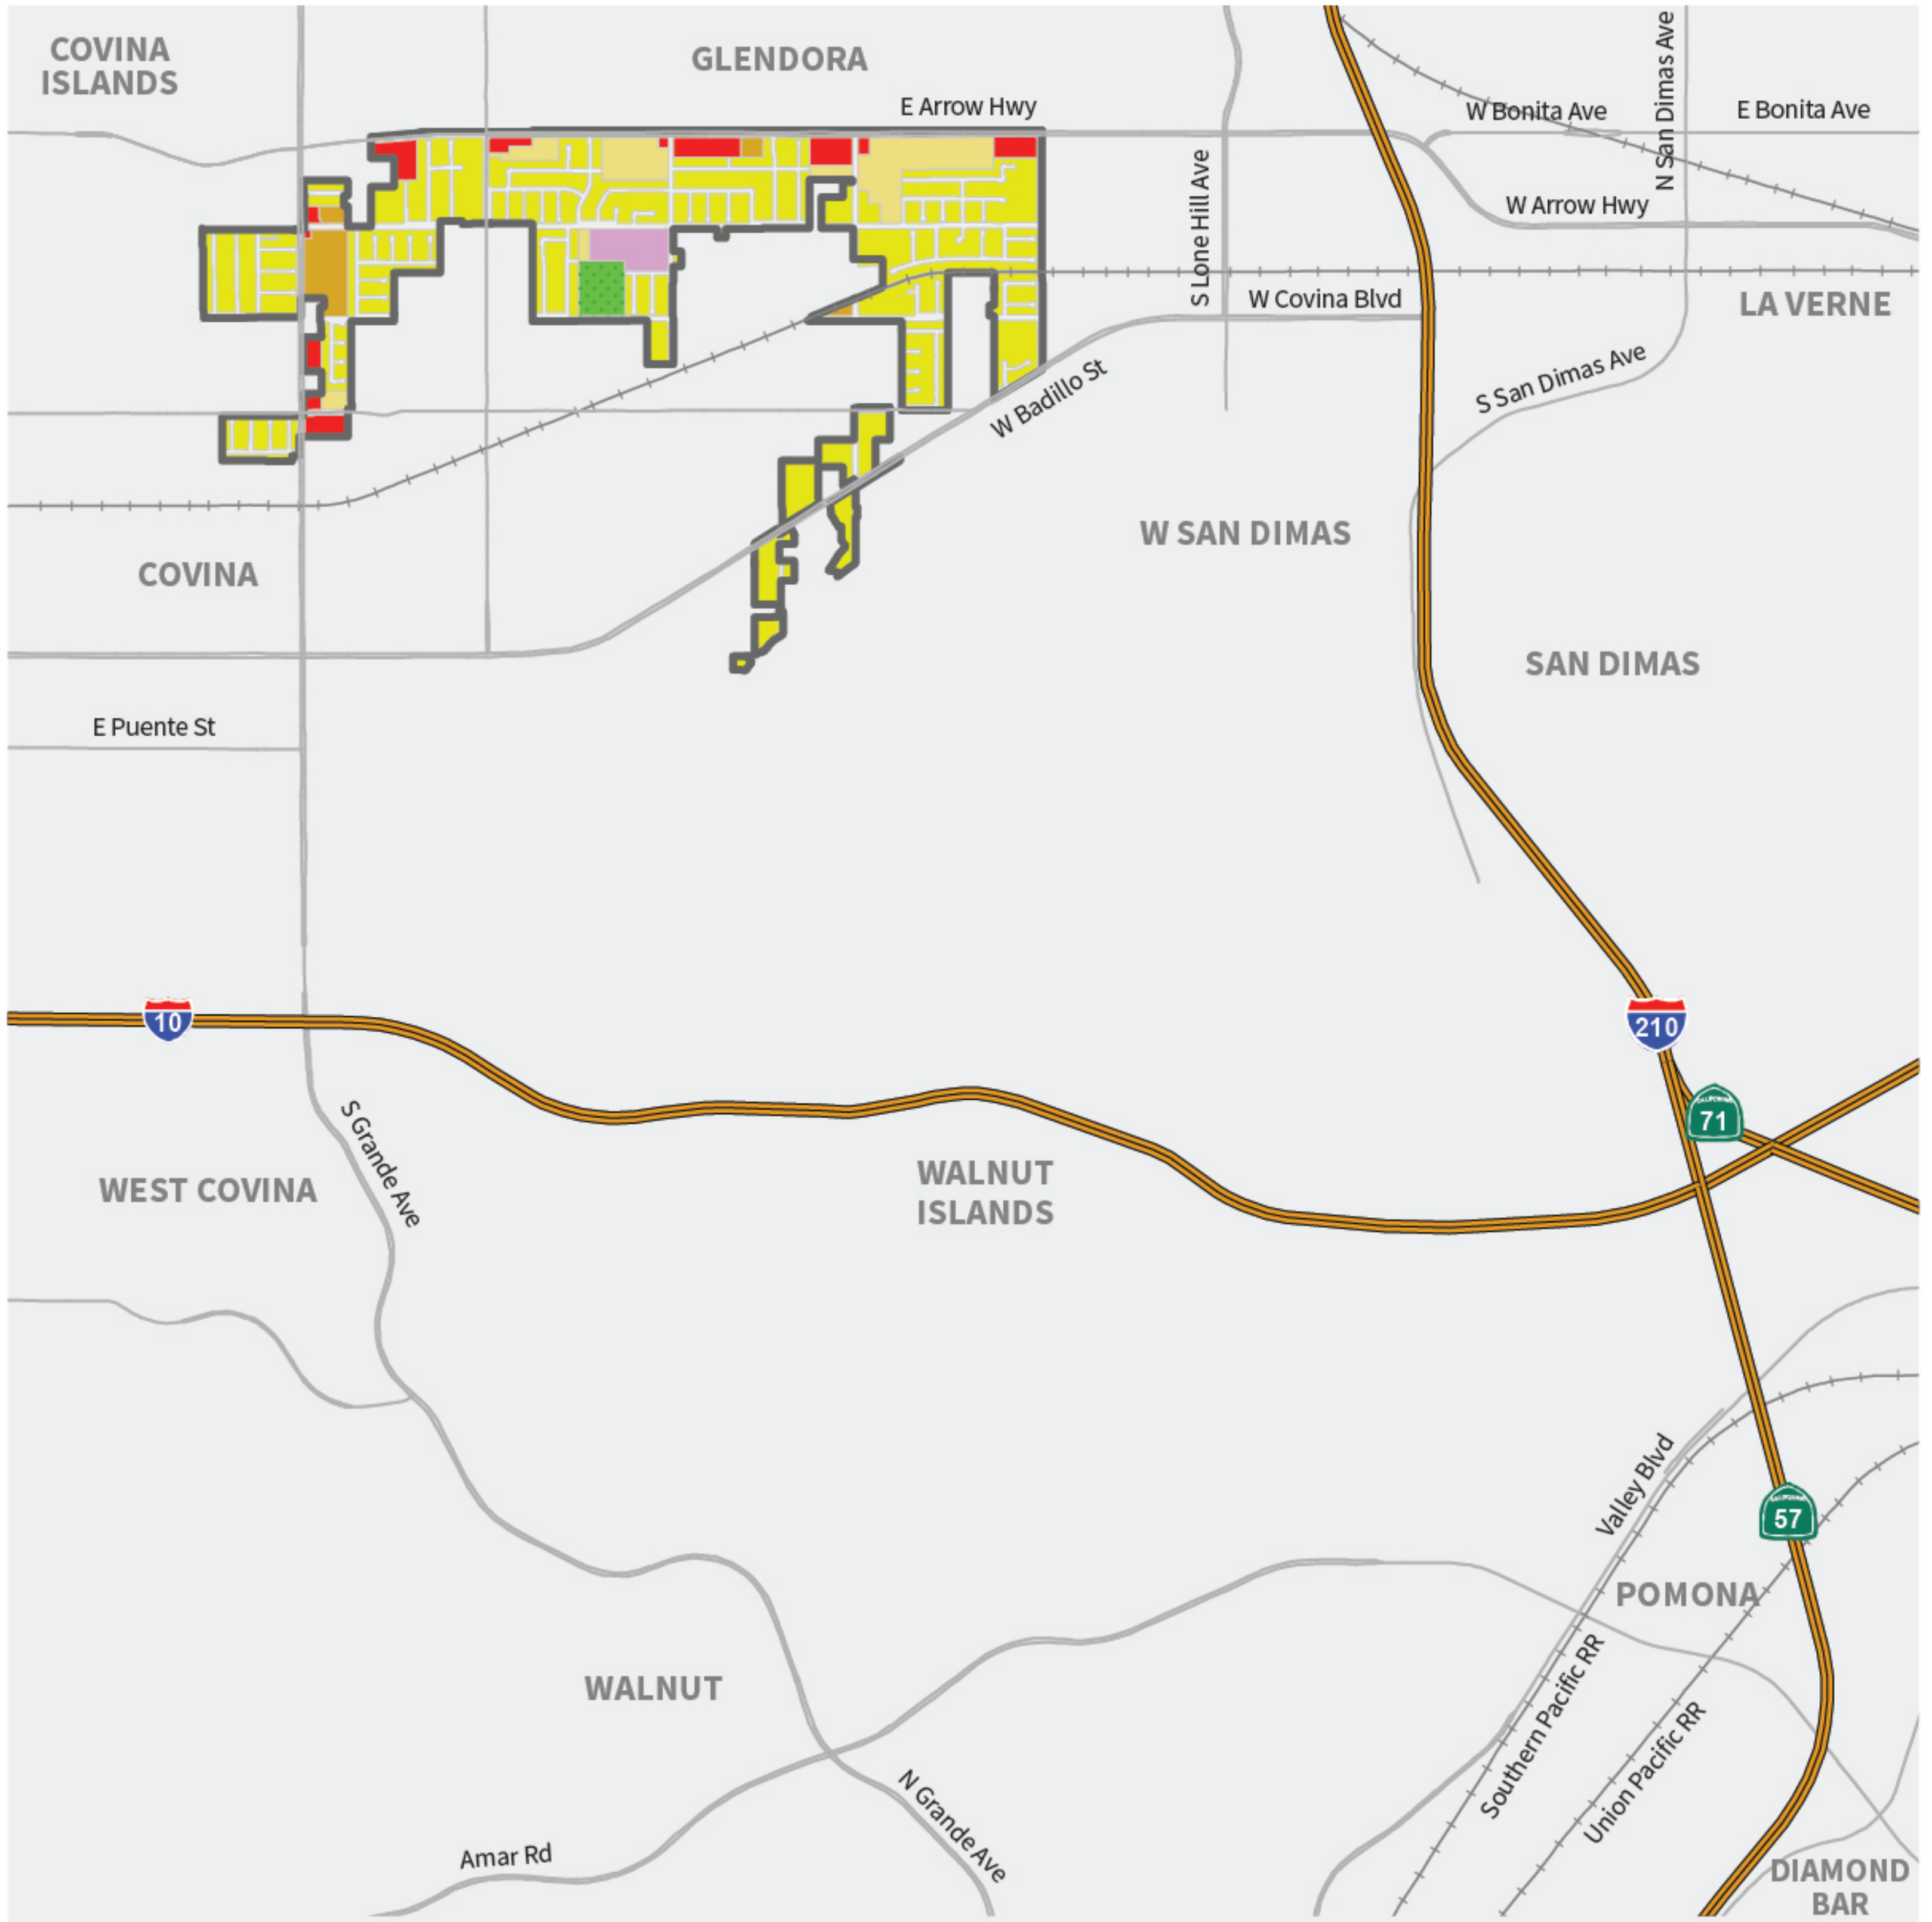 COVINA
ISLANDS
GLENDORA
E Arrow Hwy
W Bonita Ave
N San Dimas Ave
E Bonita Ave
S Lone Hill Ave
W Arrow Hwy
W Covina Blvd
LA VERNE
S San Dimas Ave
W Badillo St
W SAN DIMAS
COVINA
SAN DIMAS
E Puente St
10
210
CALIFORNIA
71
S Grande Ave
WEST COVINA
WALNUT
ISLANDS
Valley Blvd
CALIFORNIA
57
POMONA
Southern Pacific RR
Union Pacific RR
WALNUT
N Grande Ave
Amar Rd
DIAMOND
BAR